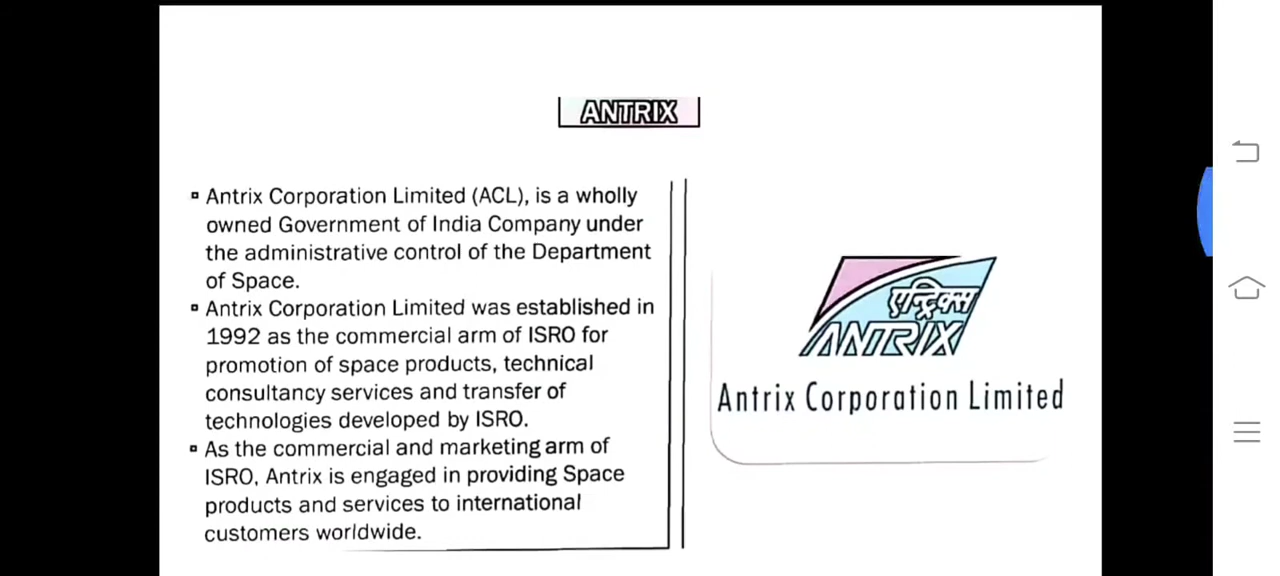 ANTRIX
▫ Antrix Corporation Limited (ACL), is a wholly
owned Government of India Company under
the administrative control of the Department
of Space.
▫ Antrix Corporation Limited was established in
1992 as the commercial arm of ISRO for
promotion of space products, technical
consultancy services and transfer of
technologies developed by ISRO.
▫ As the commercial and marketing arm of
ISRO, Antrix is engaged in providing Space
products and services to international
customers worldwide.
एन्ट्रिक्स
ANTRIX
Antrix Corporation Limited